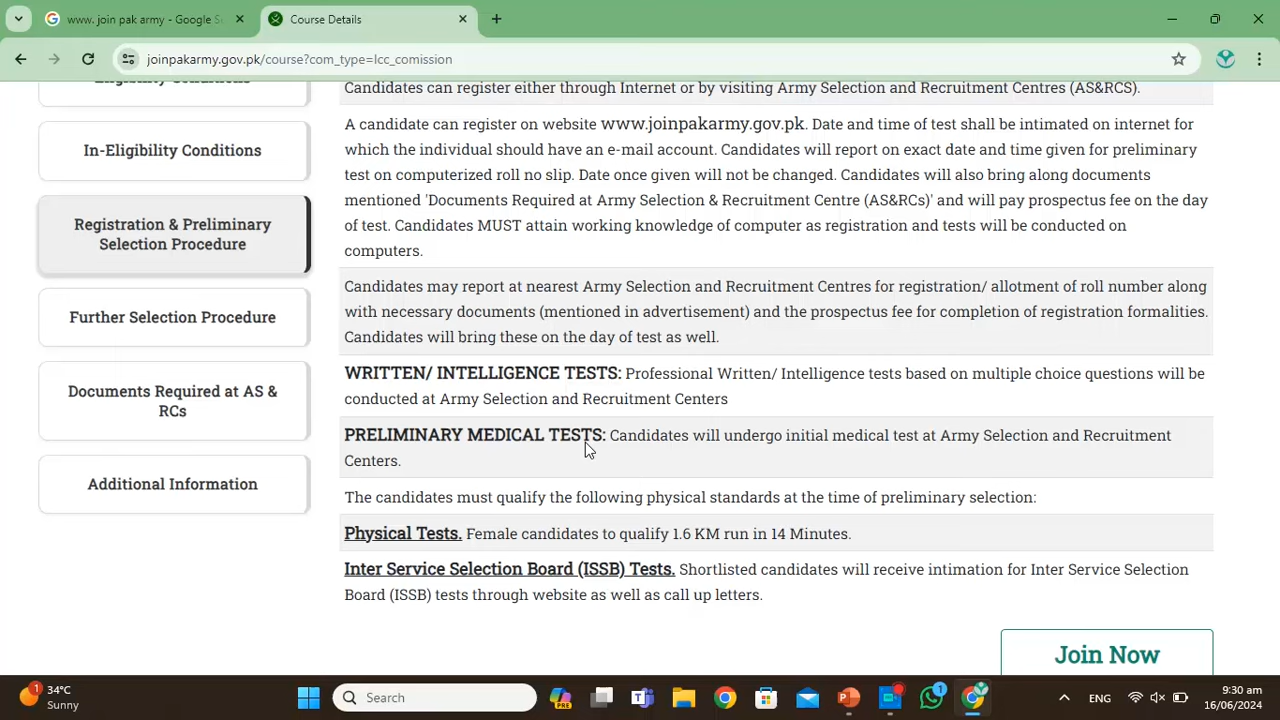 www. join pak army - Google S
Course Details
joinpakarmy.gov.pk/course?com_type=lcc_comission
Eligibility Conditions
In-Eligibility Conditions
Registration & Preliminary
Selection Procedure
Further Selection Procedure
Documents Required at AS &
RCs
Additional Information
Candidates can register either through Internet or by visiting Army Selection and Recruitment Centres (AS&RCS).
A candidate can register on website www.joinpakarmy.gov.pk. Date and time of test shall be intimated on internet for
which the individual should have an e-mail account. Candidates will report on exact date and time given for preliminary
test on computerized roll no slip. Date once given will not be changed. Candidates will also bring along documents
mentioned 'Documents Required at Army Selection & Recruitment Centre (AS&RCs)' and will pay prospectus fee on the day
of test. Candidates MUST attain working knowledge of computer as registration and tests will be conducted on
computers.
Candidates may report at nearest Army Selection and Recruitment Centres for registration/ allotment of roll number along
with necessary documents (mentioned in advertisement) and the prospectus fee for completion of registration formalities.
Candidates will bring these on the day of test as well.
WRITTEN/ INTELLIGENCE TESTS: Professional Written/ Intelligence tests based on multiple choice questions will be
conducted at Army Selection and Recruitment Centers
PRELIMINARY MEDICAL TESTS: Candidates will undergo initial medical test at Army Selection and Recruitment
Centers.
The candidates must qualify the following physical standards at the time of preliminary selection:
Physical Tests. Female candidates to qualify 1.6 KM run in 14 Minutes.
Inter Service Selection Board (ISSB) Tests. Shortlisted candidates will receive intimation for Inter Service Selection
Board (ISSB) tests through website as well as call up letters.
Join Now
1
34°C
Sunny
Search
PRE
1
ENG
9:30 am
16/06/2024